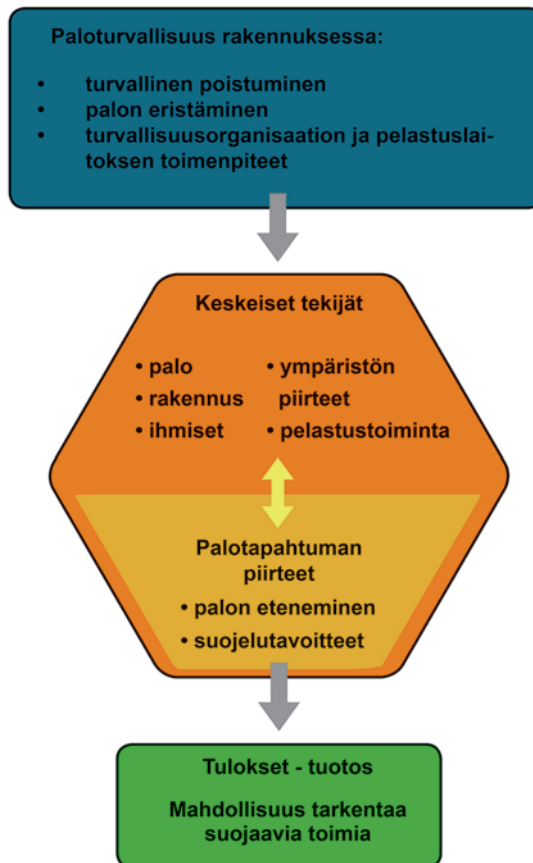 Paloturvallisuus rakennuksessa:
• turvallinen poistuminen
• palon eristäminen
• turvallisuusorganisaation ja pelastuslai-
toksen toimenpiteet
Keskeiset tekijät
• palo
• rakennus
• ihmiset
• ympäristön
piirteet
• pelastustoiminta
Palotapahtuman
piirteet
• palon eteneminen
• suojelutavoitteet
Tulokset - tuotos
Mahdollisuus tarkentaa
suojaavia toimia